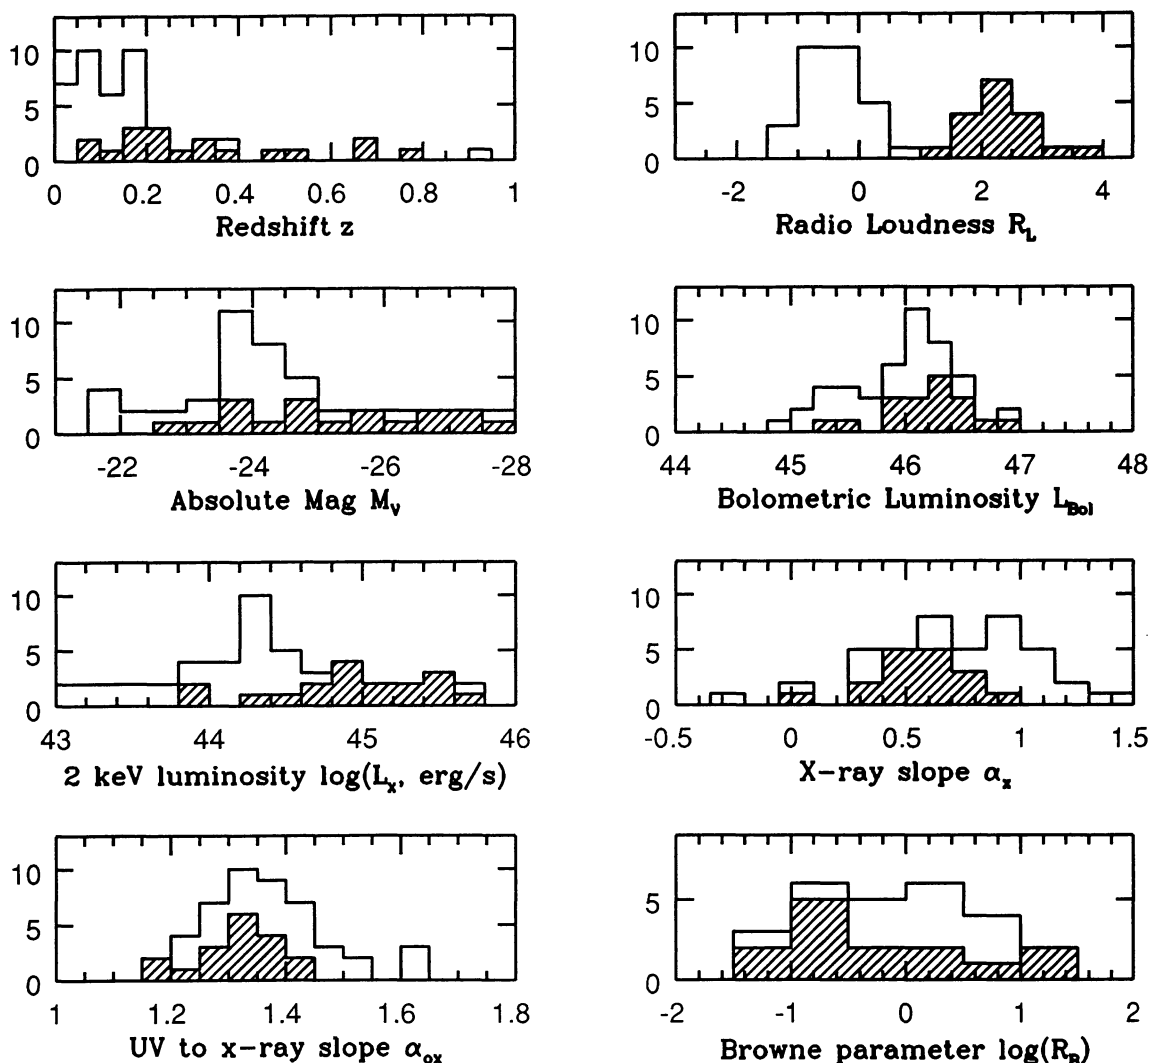 10
5
0
0 0.2 0.4 0.6 0.8 1
Redshift z
10
5
0
-2 0 2 4
Radio Loudness R_L
10
5
0
-22 -24 -26 -28
Absolute Mag M_V
10
5
0
44 45 46 47 48
Bolometric Luminosity L_Bol
10
5
0
43 44 45 46
2 keV luminosity log(L_x, erg/s)
10
5
0
-0.5 0 0.5 1 1.5
X-ray slope α_x
10
5
0
1 1.2 1.4 1.6 1.8
UV to x-ray slope α_ox
5
0
-2 -1 0 1 2
Browne parameter log(R_B)